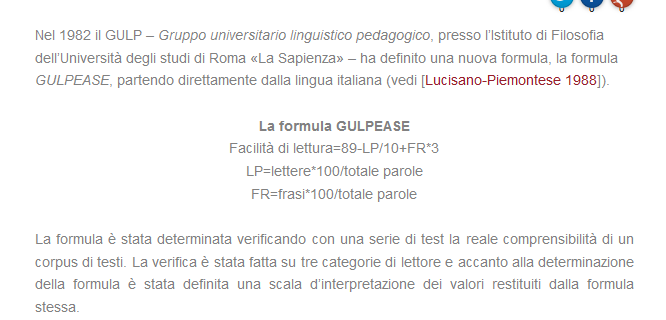 Nel 1982 il GULP – Gruppo universitario linguistico pedagogico, presso l'Istituto di Filosofia
dell'Università degli studi di Roma «La Sapienza» – ha definito una nuova formula, la formula
GULPEASE, partendo direttamente dalla lingua italiana (vedi [Lucisano-Piemontese 1988]).
La formula GULPEASE
Facilità di lettura=89-LP/10+FR*3
LP=lettere*100/totale parole
FR=frasi*100/totale parole
La formula è stata determinata verificando con una serie di test la reale comprensibilità di un
corpus di testi. La verifica è stata fatta su tre categorie di lettore e accanto alla determinazione
della formula è stata definita una scala d'interpretazione dei valori restituiti dalla formula
stessa.